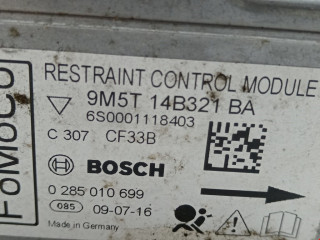 FoMoCo
RESTRAINT CONTROL MODULE
9M5T 14B321 BA
6S0001118403
C 307 CF33B
BOSCH
0 285 010 699
085 09-07-16
Made in Germany